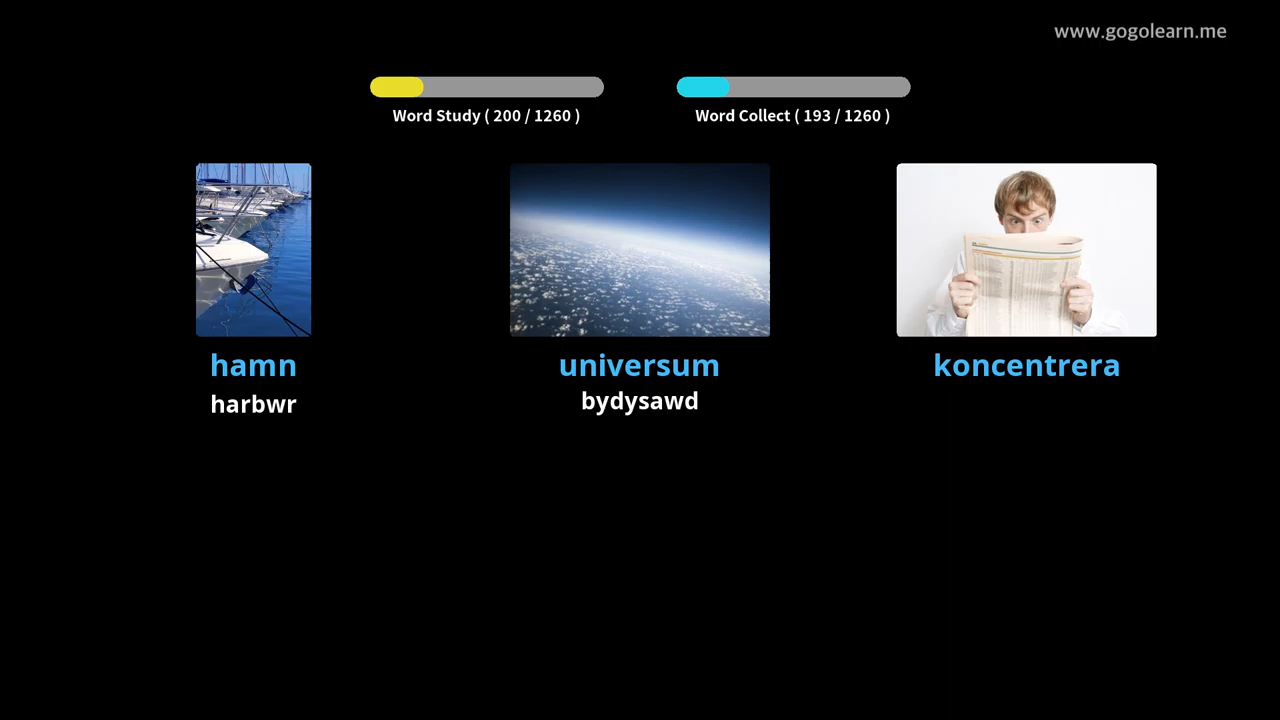 www.gogolearn.me
Word Study ( 200 / 1260 )
Word Collect ( 193 / 1260 )
hamn
harbwr
universum
bydysawd
koncentrera